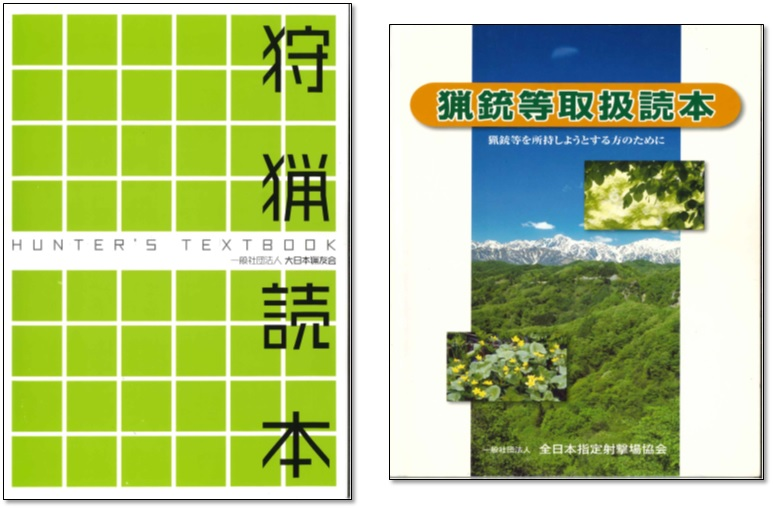 狩猟読本
HUNTER'S TEXTBOOK
一般社団法人 大日本猟友会
猟銃等取扱読本
猟銃等を所持しようとする方のために
一般社団法人 全日本指定射撃場協会